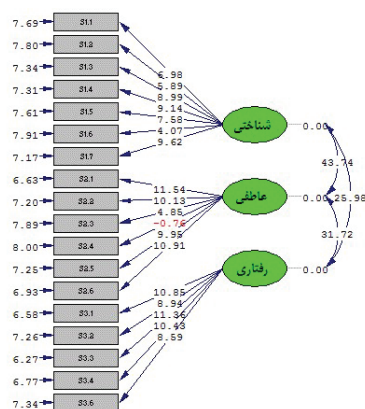 7.69 S1.1
7.80 S1.2
7.34 S1.3
7.31 S1.4
7.61 S1.5
7.91 S1.6
7.17 S1.7
6.63 S2.1
7.20 S2.2
7.89 S2.3
8.00 S2.4
7.25 S2.5
6.93 S2.6
6.58 S3.1
7.26 S3.2
6.27 S3.3
6.77 S3.4
7.34 S3.6
6.98
5.89
8.99
9.14
7.58
4.07
9.62
11.54
10.13
4.85
-0.76
9.95
10.91
10.85
8.94
11.36
10.43
8.59
شناختی
عاطفی
رفتاری
0.00
0.00
0.00
43.74
25.98
31.72